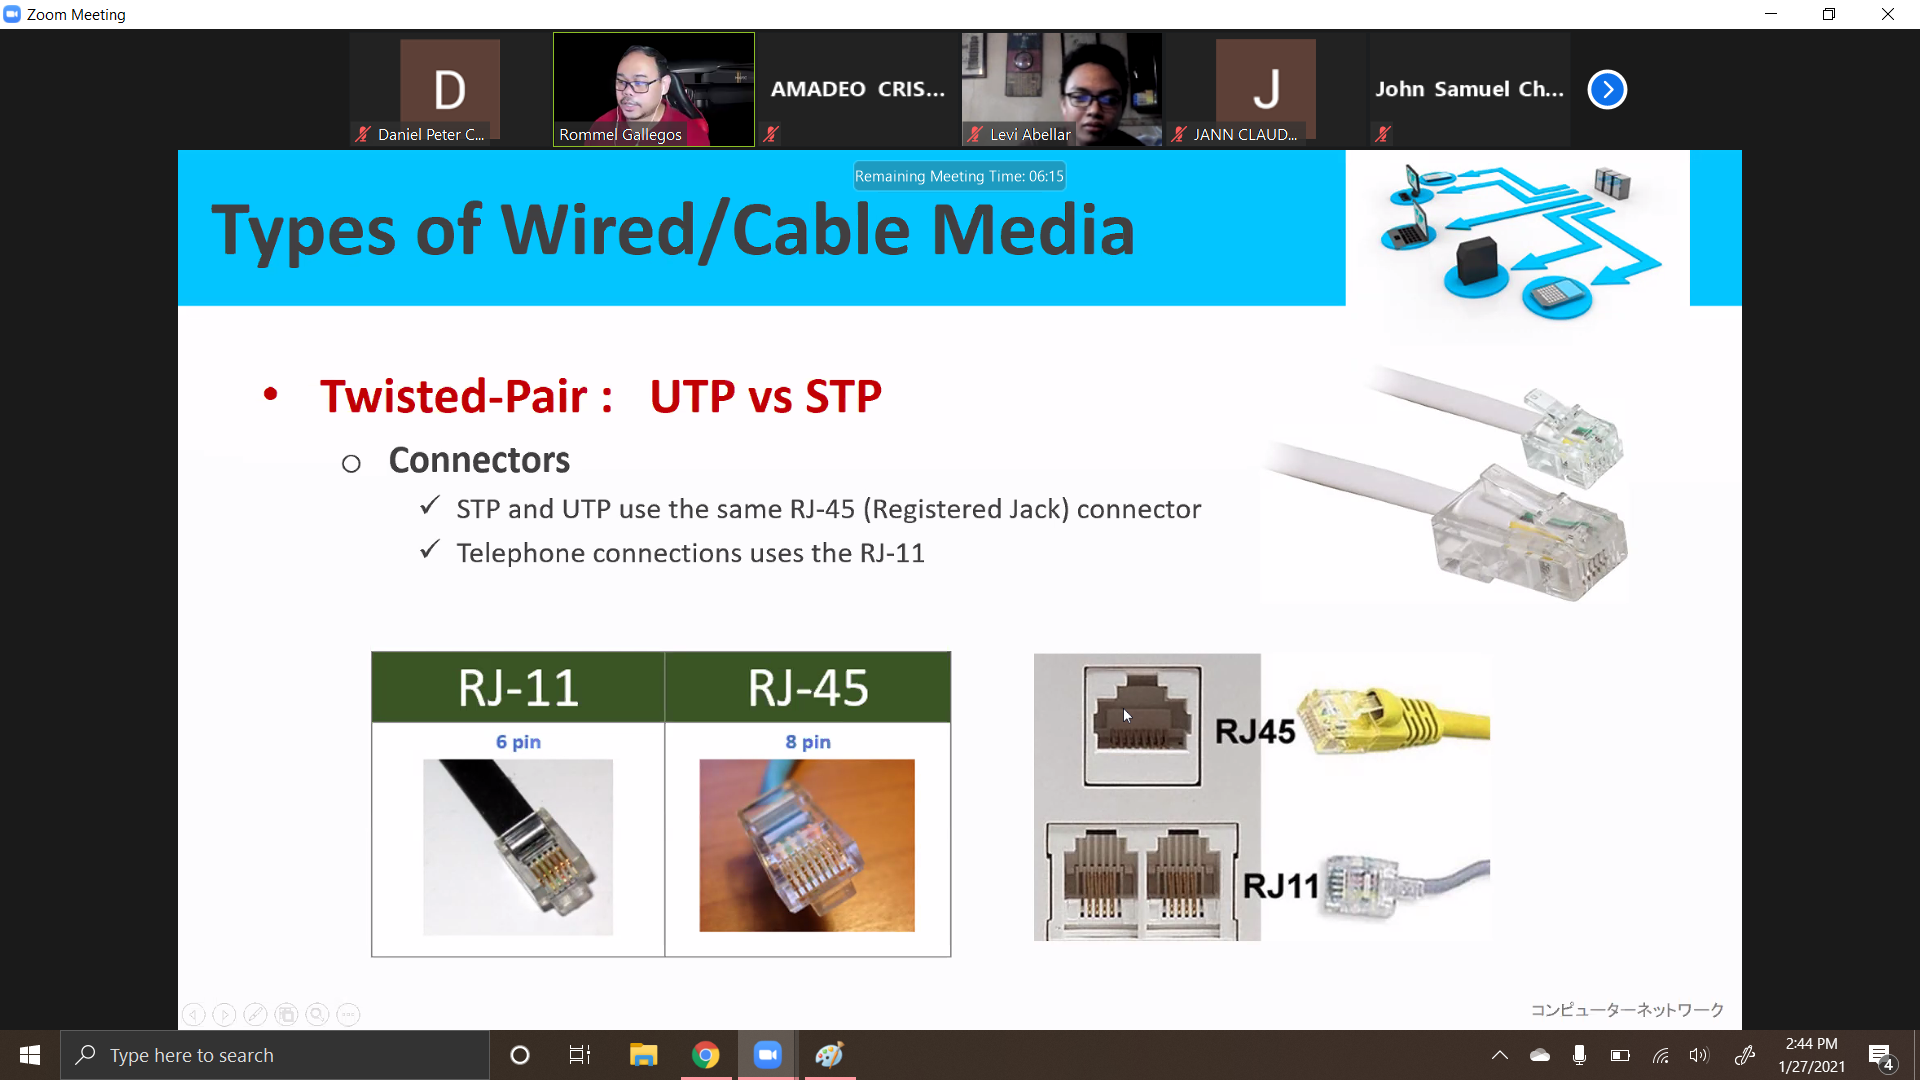 Zoom Meeting
D
Daniel Peter C...
Rommel Gallegos
AMADEO CRIS...
Levi Abellar
J
JANN CLAUD...
John Samuel Ch...
Remaining Meeting Time: 06:15
Types of Wired/Cable Media
• Twisted-Pair : UTP vs STP
o Connectors
✓ STP and UTP use the same RJ-45 (Registered Jack) connector
✓ Telephone connections uses the RJ-11
RJ-11
RJ-45
6 pin
8 pin
RJ45
RJ11
コンピューターネットワーク
Type here to search
2:44 PM
1/27/2021
4